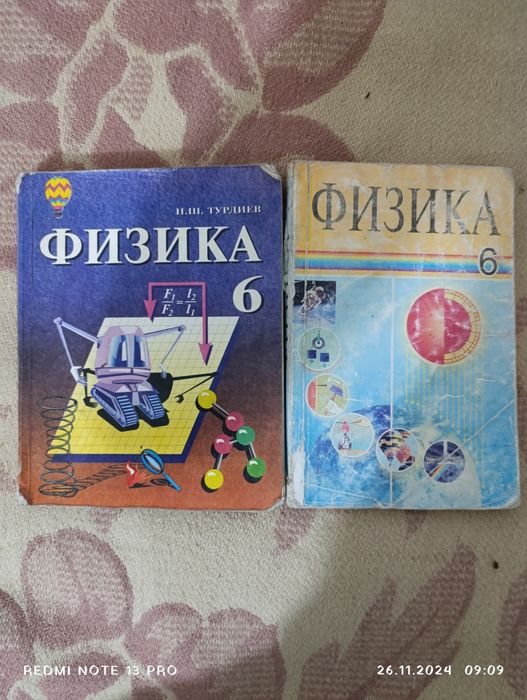 Н.Ш. ТУРДИЕВ
ФИЗИКА
6
F₁/F₂ = l₂/l₁
ФИЗИКА
6
REDMI NOTE 13 PRO
26.11.2024 09:09